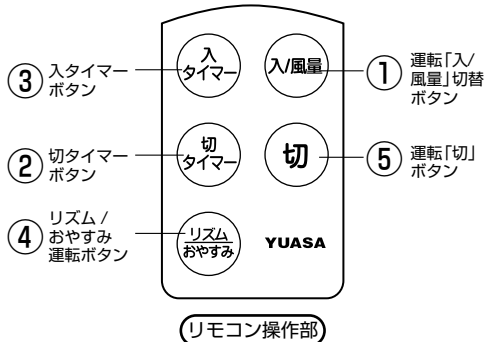 入
タイマー
入/風量
③ 入タイマー
ボタン
① 運転「入/
風量」切替
ボタン
切
タイマー
切
② 切タイマー
ボタン
⑤ 運転「切」
ボタン
④ リズム /
おやすみ
運転ボタン
リズム
おやすみ
YUASA
リモコン操作部